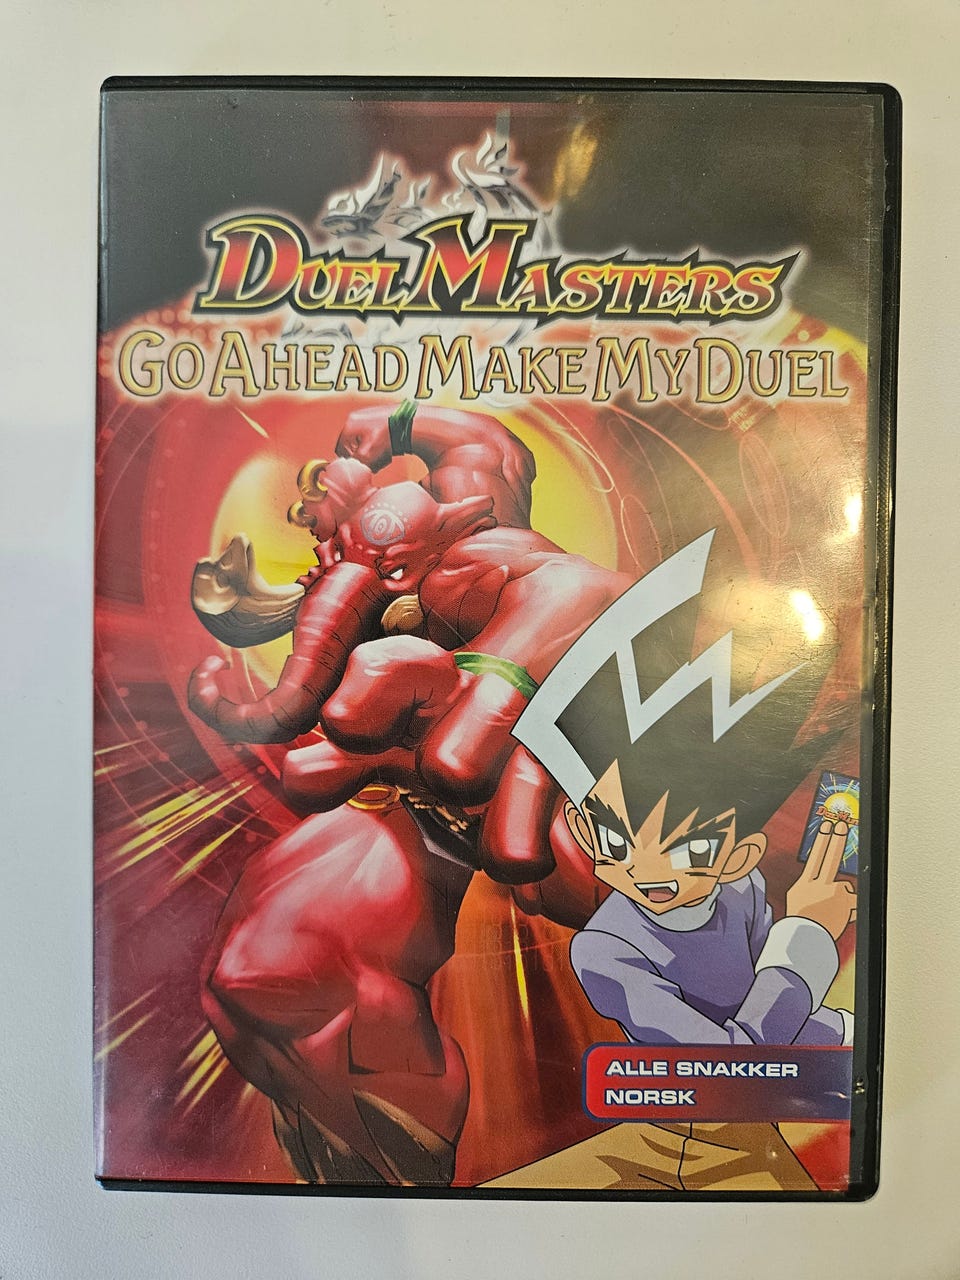 DUEL MASTERS
GO AHEAD MAKE MY DUEL
ALLE SNAKKER
NORSK